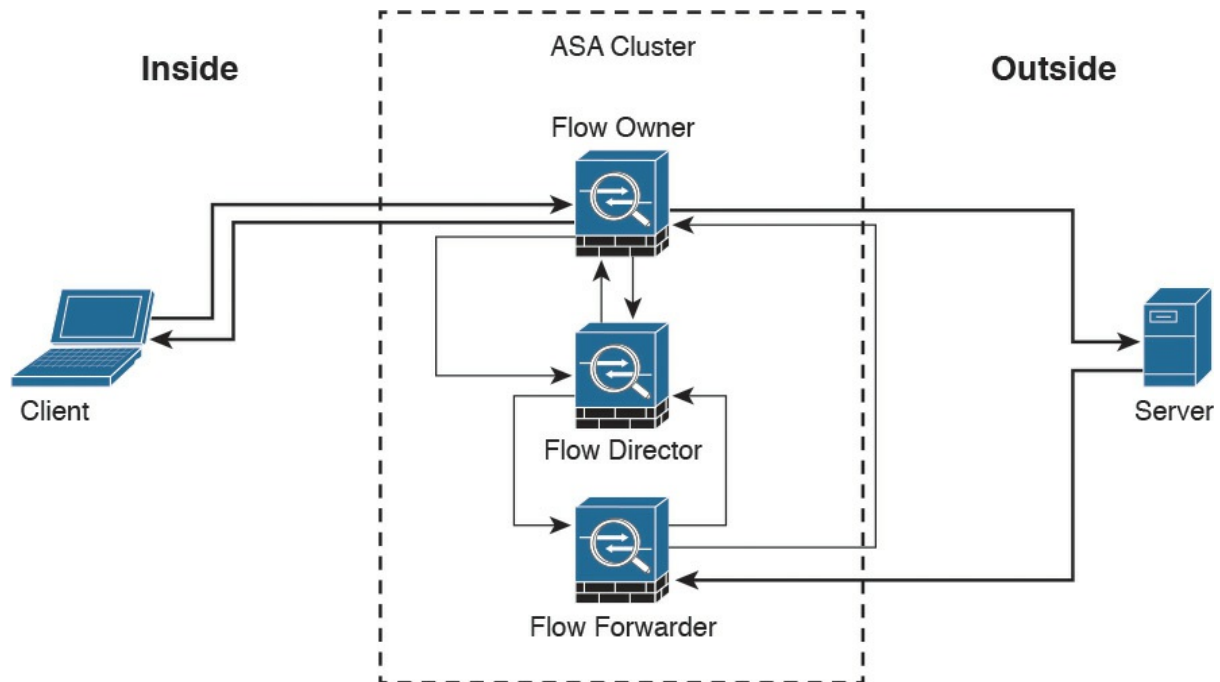 ASA Cluster
Inside
Outside
Flow Owner
Client
Server
Flow Director
Flow Forwarder